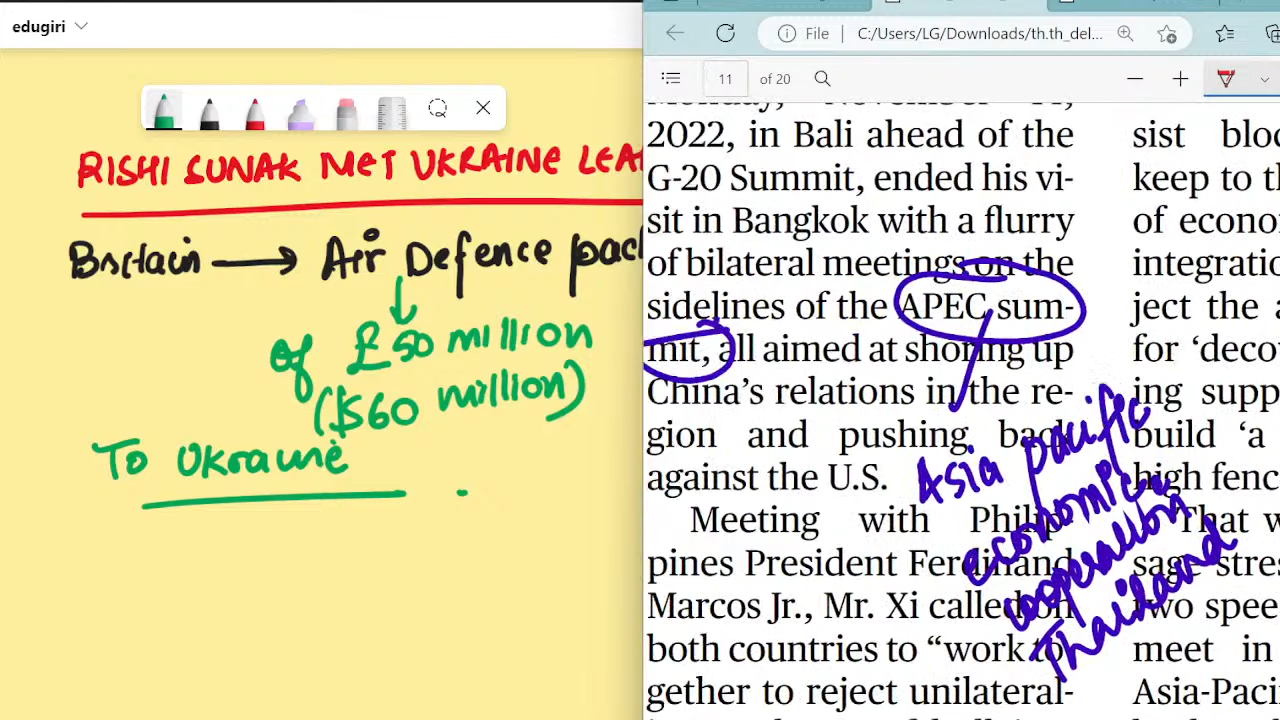 edugiri
RISHI SUNAK MET UKRAINE LEA
Britain → Air Defence pack
of £50 million
($60 million)
To Ukraine
File C:/Users/LG/Downloads/th.th_del...
11 of 20
2022, in Bali ahead of the
G-20 Summit, ended his vi-
sit in Bangkok with a flurry
of bilateral meetings on the
sidelines of the APEC sum-
mit, all aimed at shoring up
China's relations in the re-
gion and pushing back
against the U.S.
Meeting with Philip-
pines President Ferdinand
Marcos Jr., Mr. Xi called on
both countries to “work to-
gether to reject unilateral-
Asia pacific
economic
cooperation
Thailand
sist bloc
keep to th
of econo
integratio
ject the a
for ‘deco
ing supp
build ‘a
high fenc
That w
sage stres
two spee
meet in
Asia-Paci